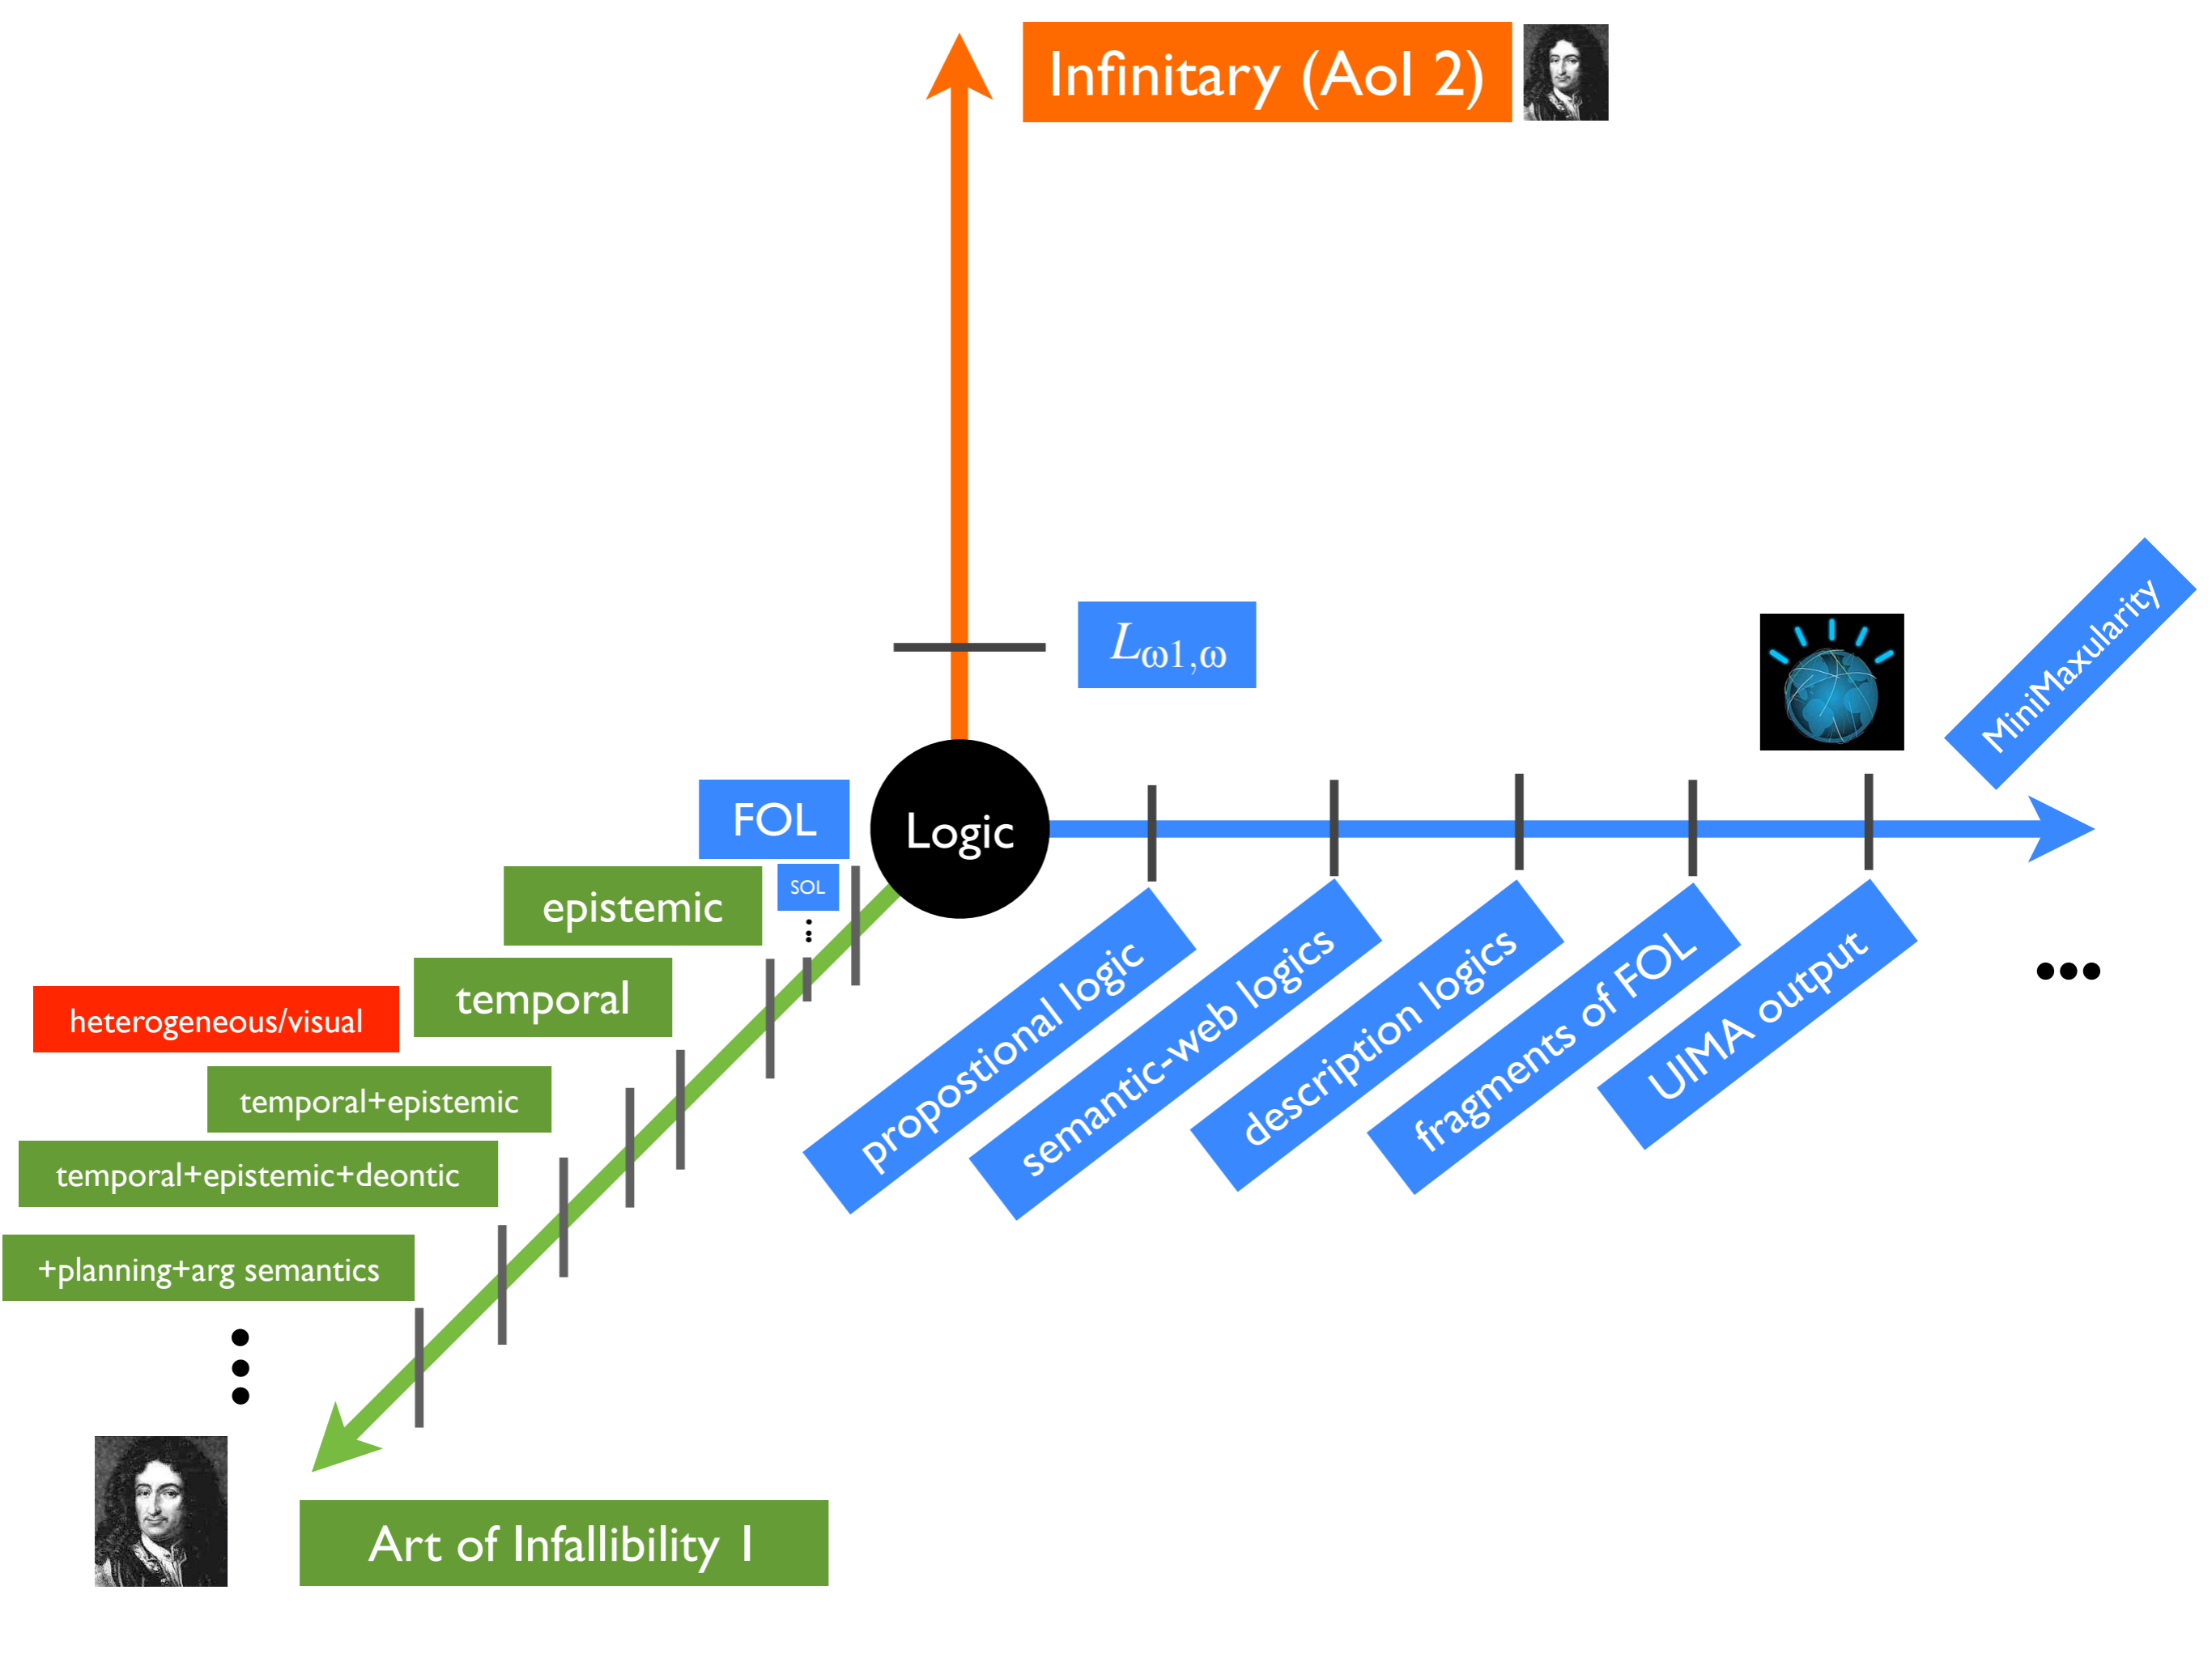 Infinitary (AoI 2)
Lω1,ω
MiniMaxularity
Logic
FOL
SOL
epistemic
temporal
heterogeneous/visual
temporal+epistemic
temporal+epistemic+deontic
+planning+arg semantics
propostional logic
semantic-web logics
description logics
fragments of FOL
UIMA output
Art of Infallibility 1